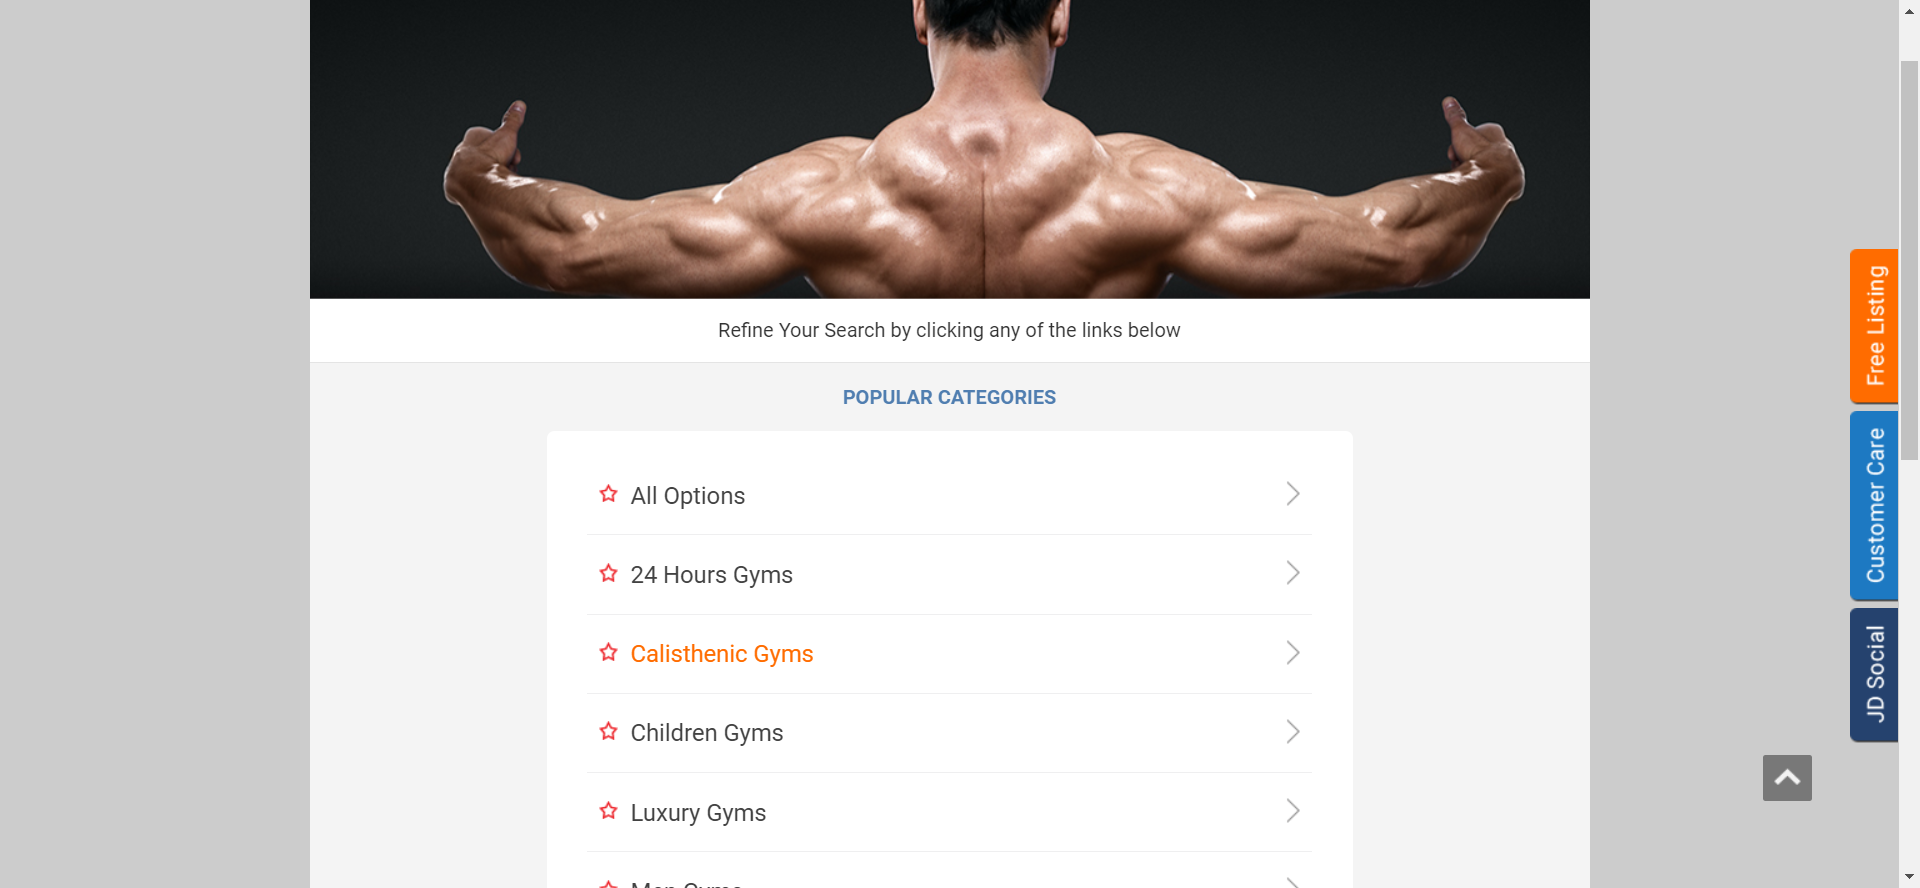 Refine Your Search by clicking any of the links below
POPULAR CATEGORIES
All Options
24 Hours Gyms
Calisthenic Gyms
Children Gyms
Luxury Gyms
Free Listing
Customer Care
JD Social